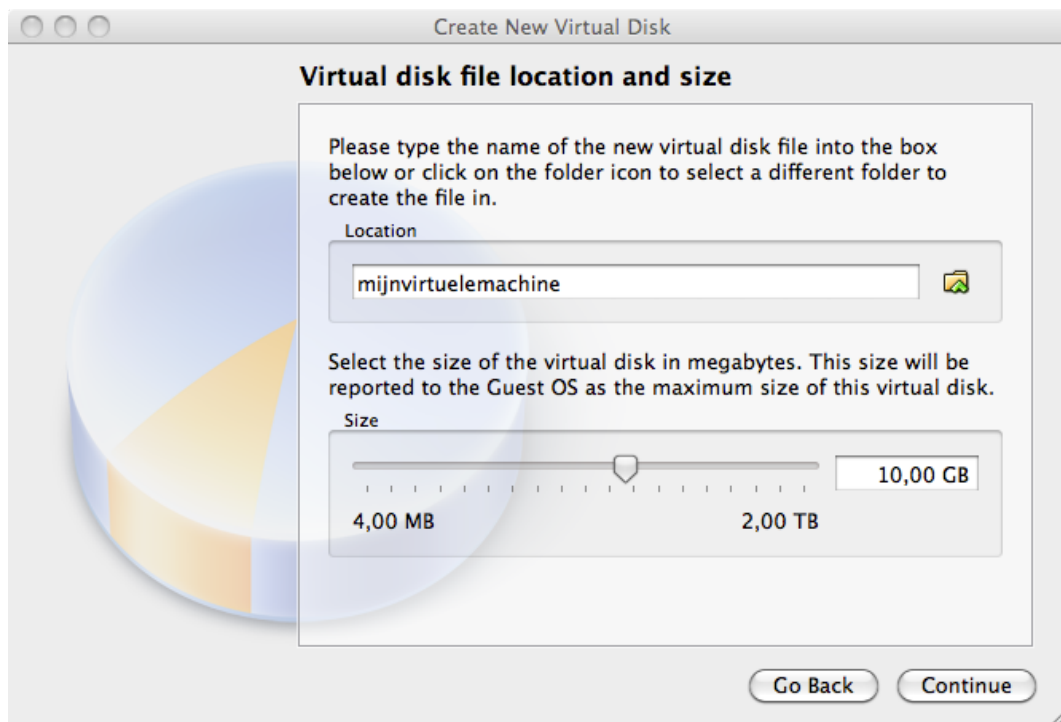 Create New Virtual Disk
Virtual disk file location and size
Please type the name of the new virtual disk file into the box
below or click on the folder icon to select a different folder to
create the file in.
Location
mijnvirtuelemachine
Select the size of the virtual disk in megabytes. This size will be
reported to the Guest OS as the maximum size of this virtual disk.
Size
10,00 GB
4,00 MB 2,00 TB
Go Back Continue